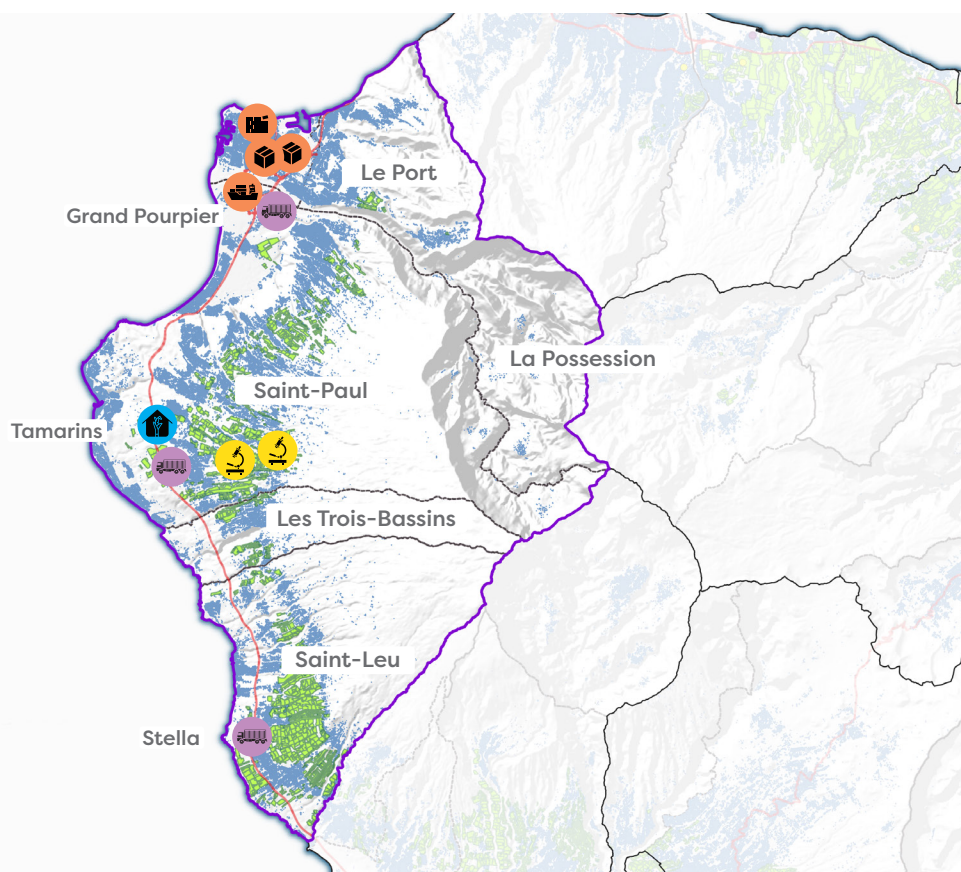 Le Port
Grand Pourpier
La Possession
Saint-Paul
Tamarins
Les Trois-Bassins
Saint-Leu
Stella